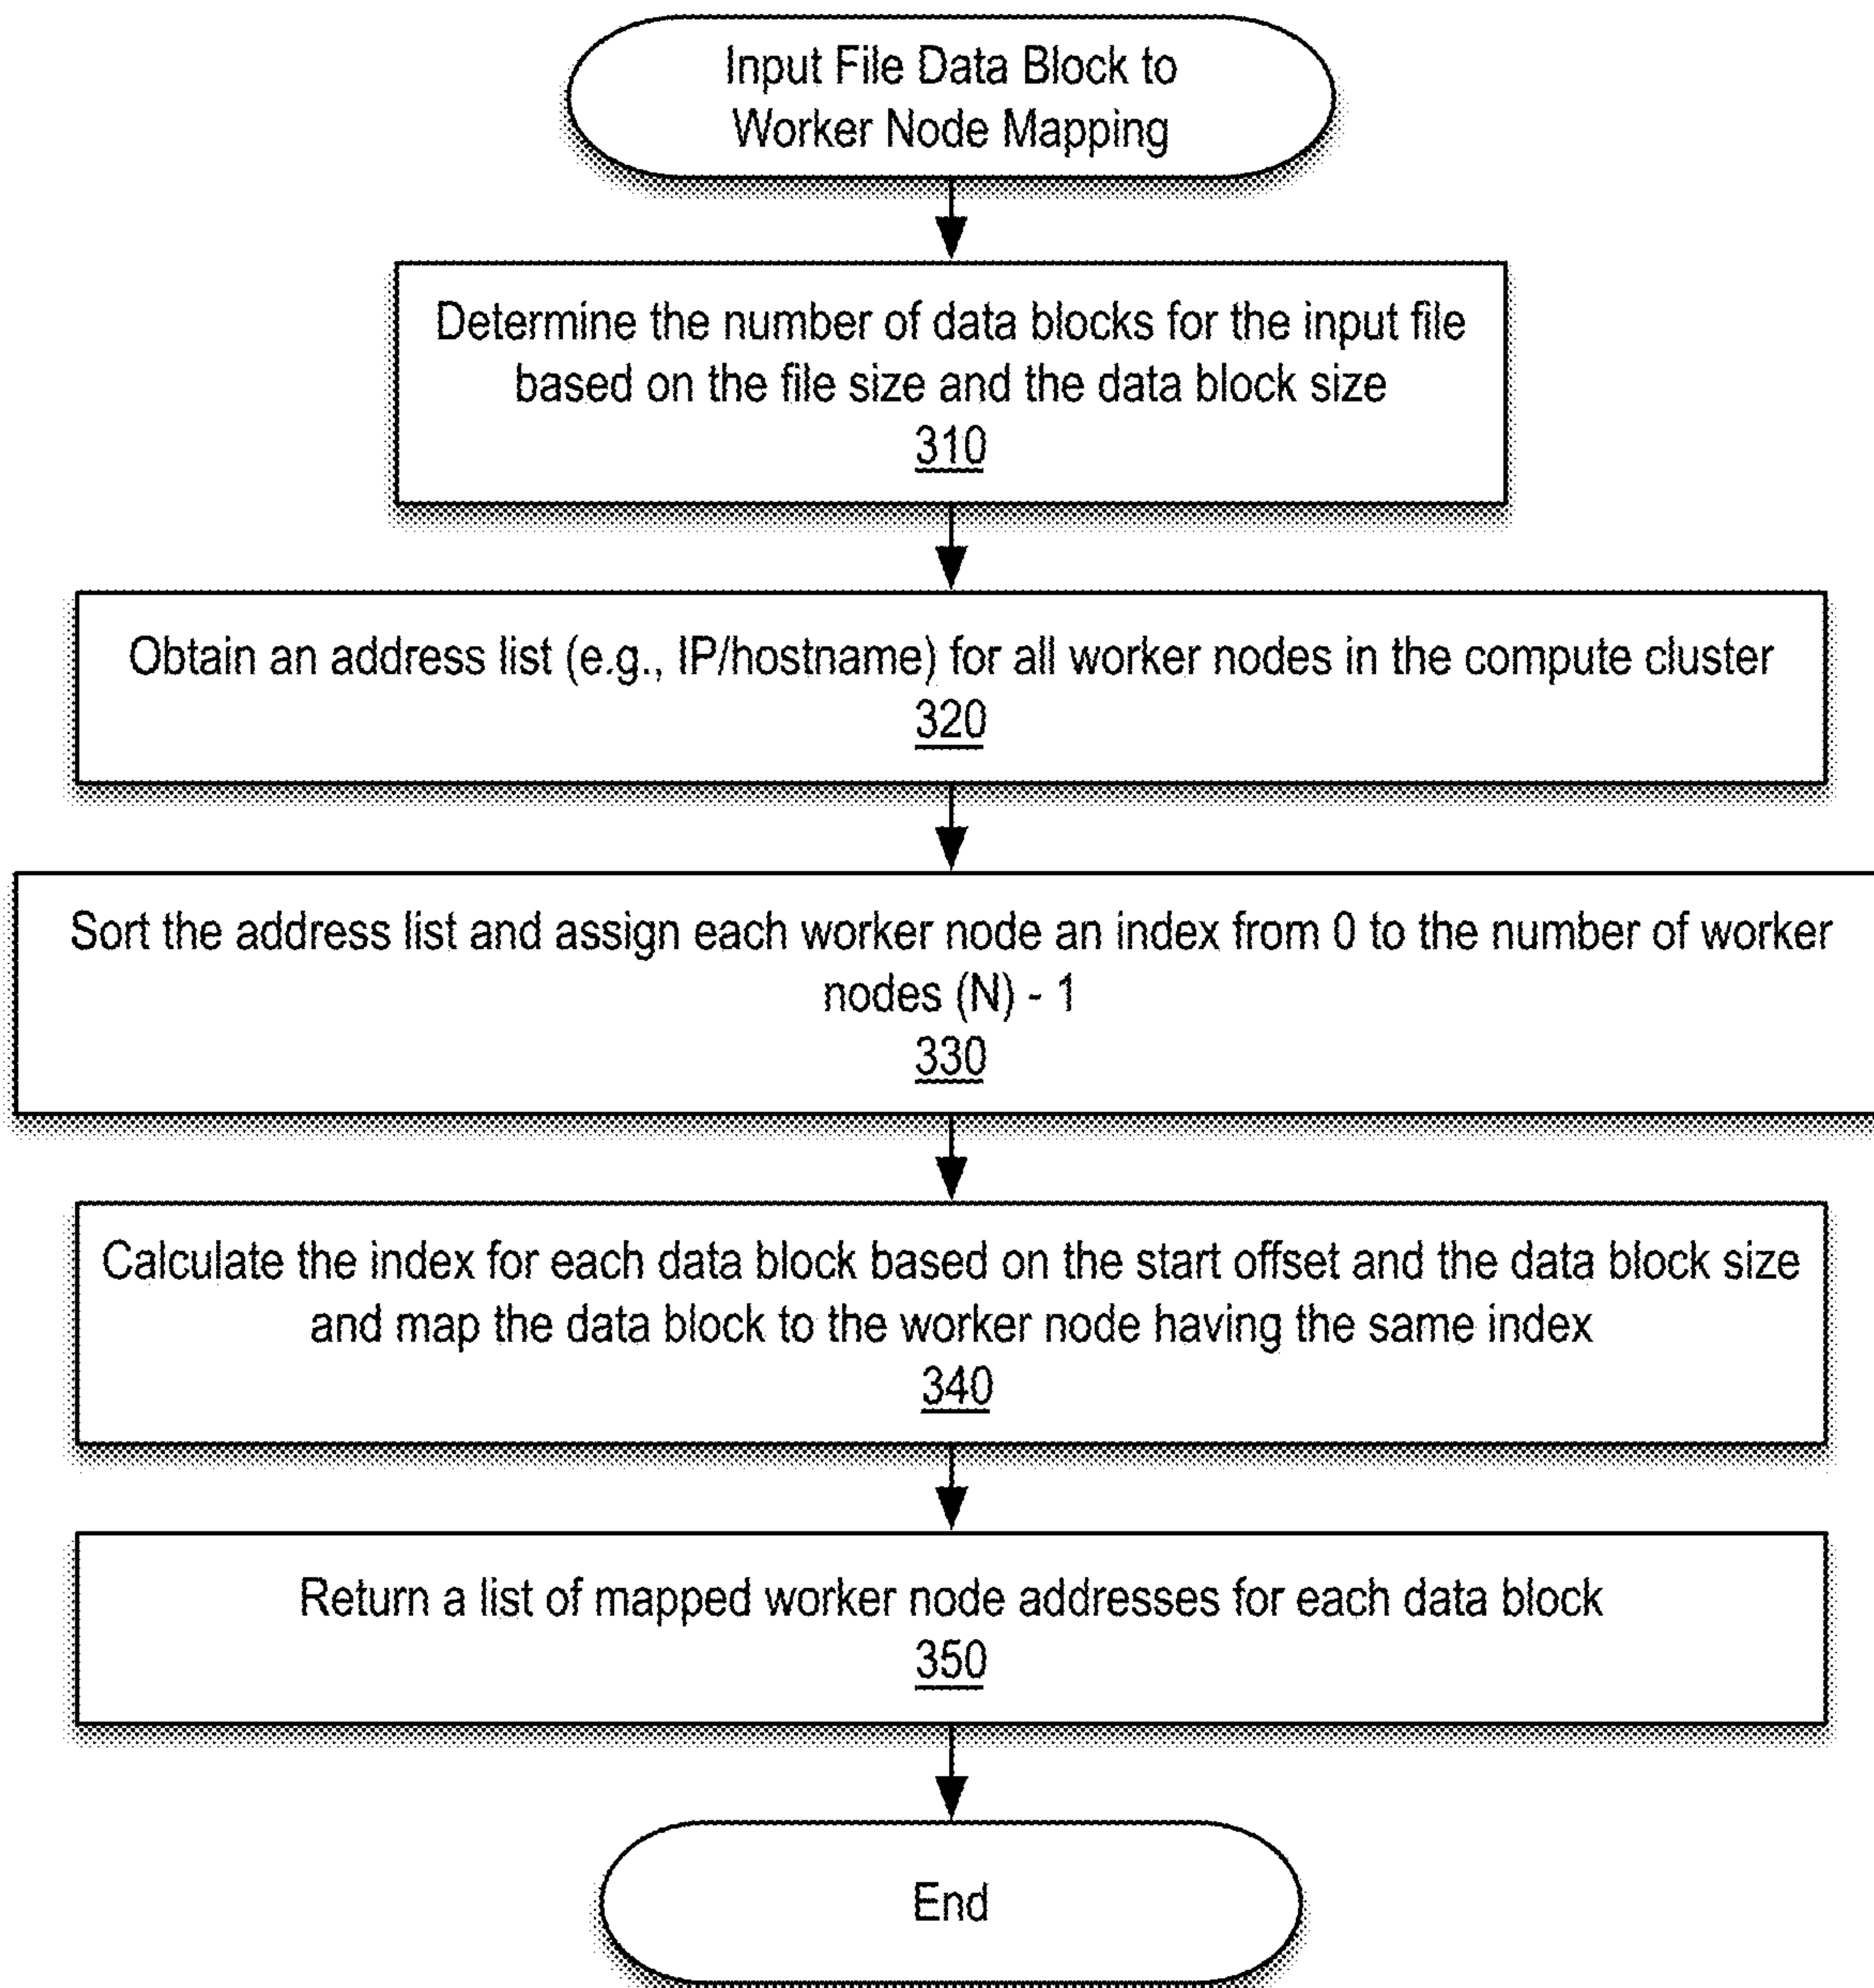 Input File Data Block to
Worker Node Mapping
Determine the number of data blocks for the input file
based on the file size and the data block size
310
Obtain an address list (e.g., IP/hostname) for all worker nodes in the compute cluster
320
Sort the address list and assign each worker node an index from 0 to the number of worker
nodes (N) - 1
330
Calculate the index for each data block based on the start offset and the data block size
and map the data block to the worker node having the same index
340
Return a list of mapped worker node addresses for each data block
350
End